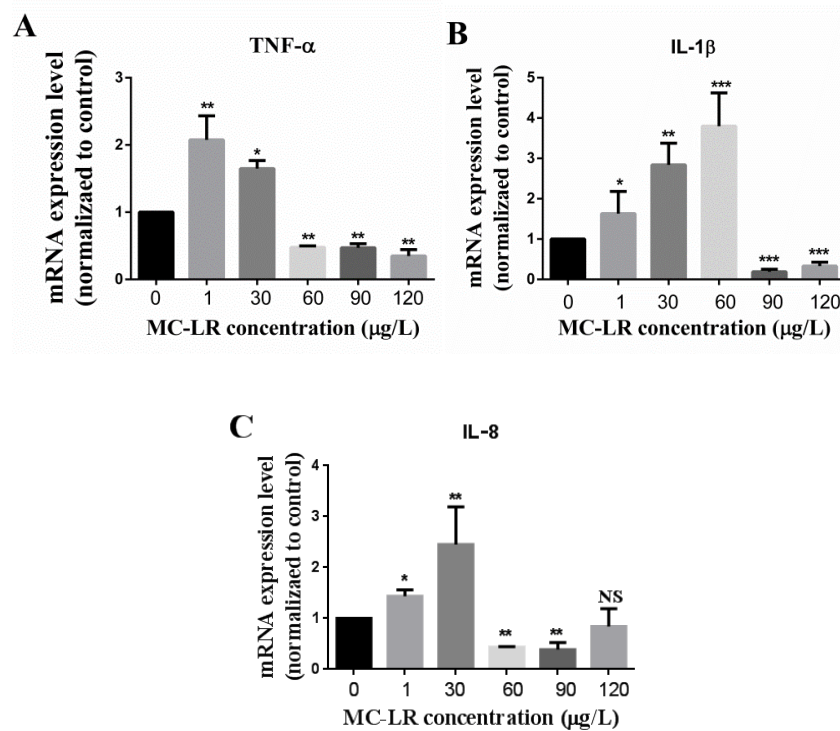 A
TNF-α
mRNA expression level
(normalizaed to control)
3
2
1
0
**
*
**
**
**
0 1 30 60 90 120
MC-LR concentration (μg/L)
B
IL-1β
mRNA expression level
(normalizaed to control)
5
4
3
2
1
0
*
**
***
***
***
0 1 30 60 90 120
MC-LR concentration (μg/L)
C
IL-8
mRNA expression level
(normalizaed to control)
4
3
2
1
0
*
**
**
**
NS
0 1 30 60 90 120
MC-LR concentration (μg/L)